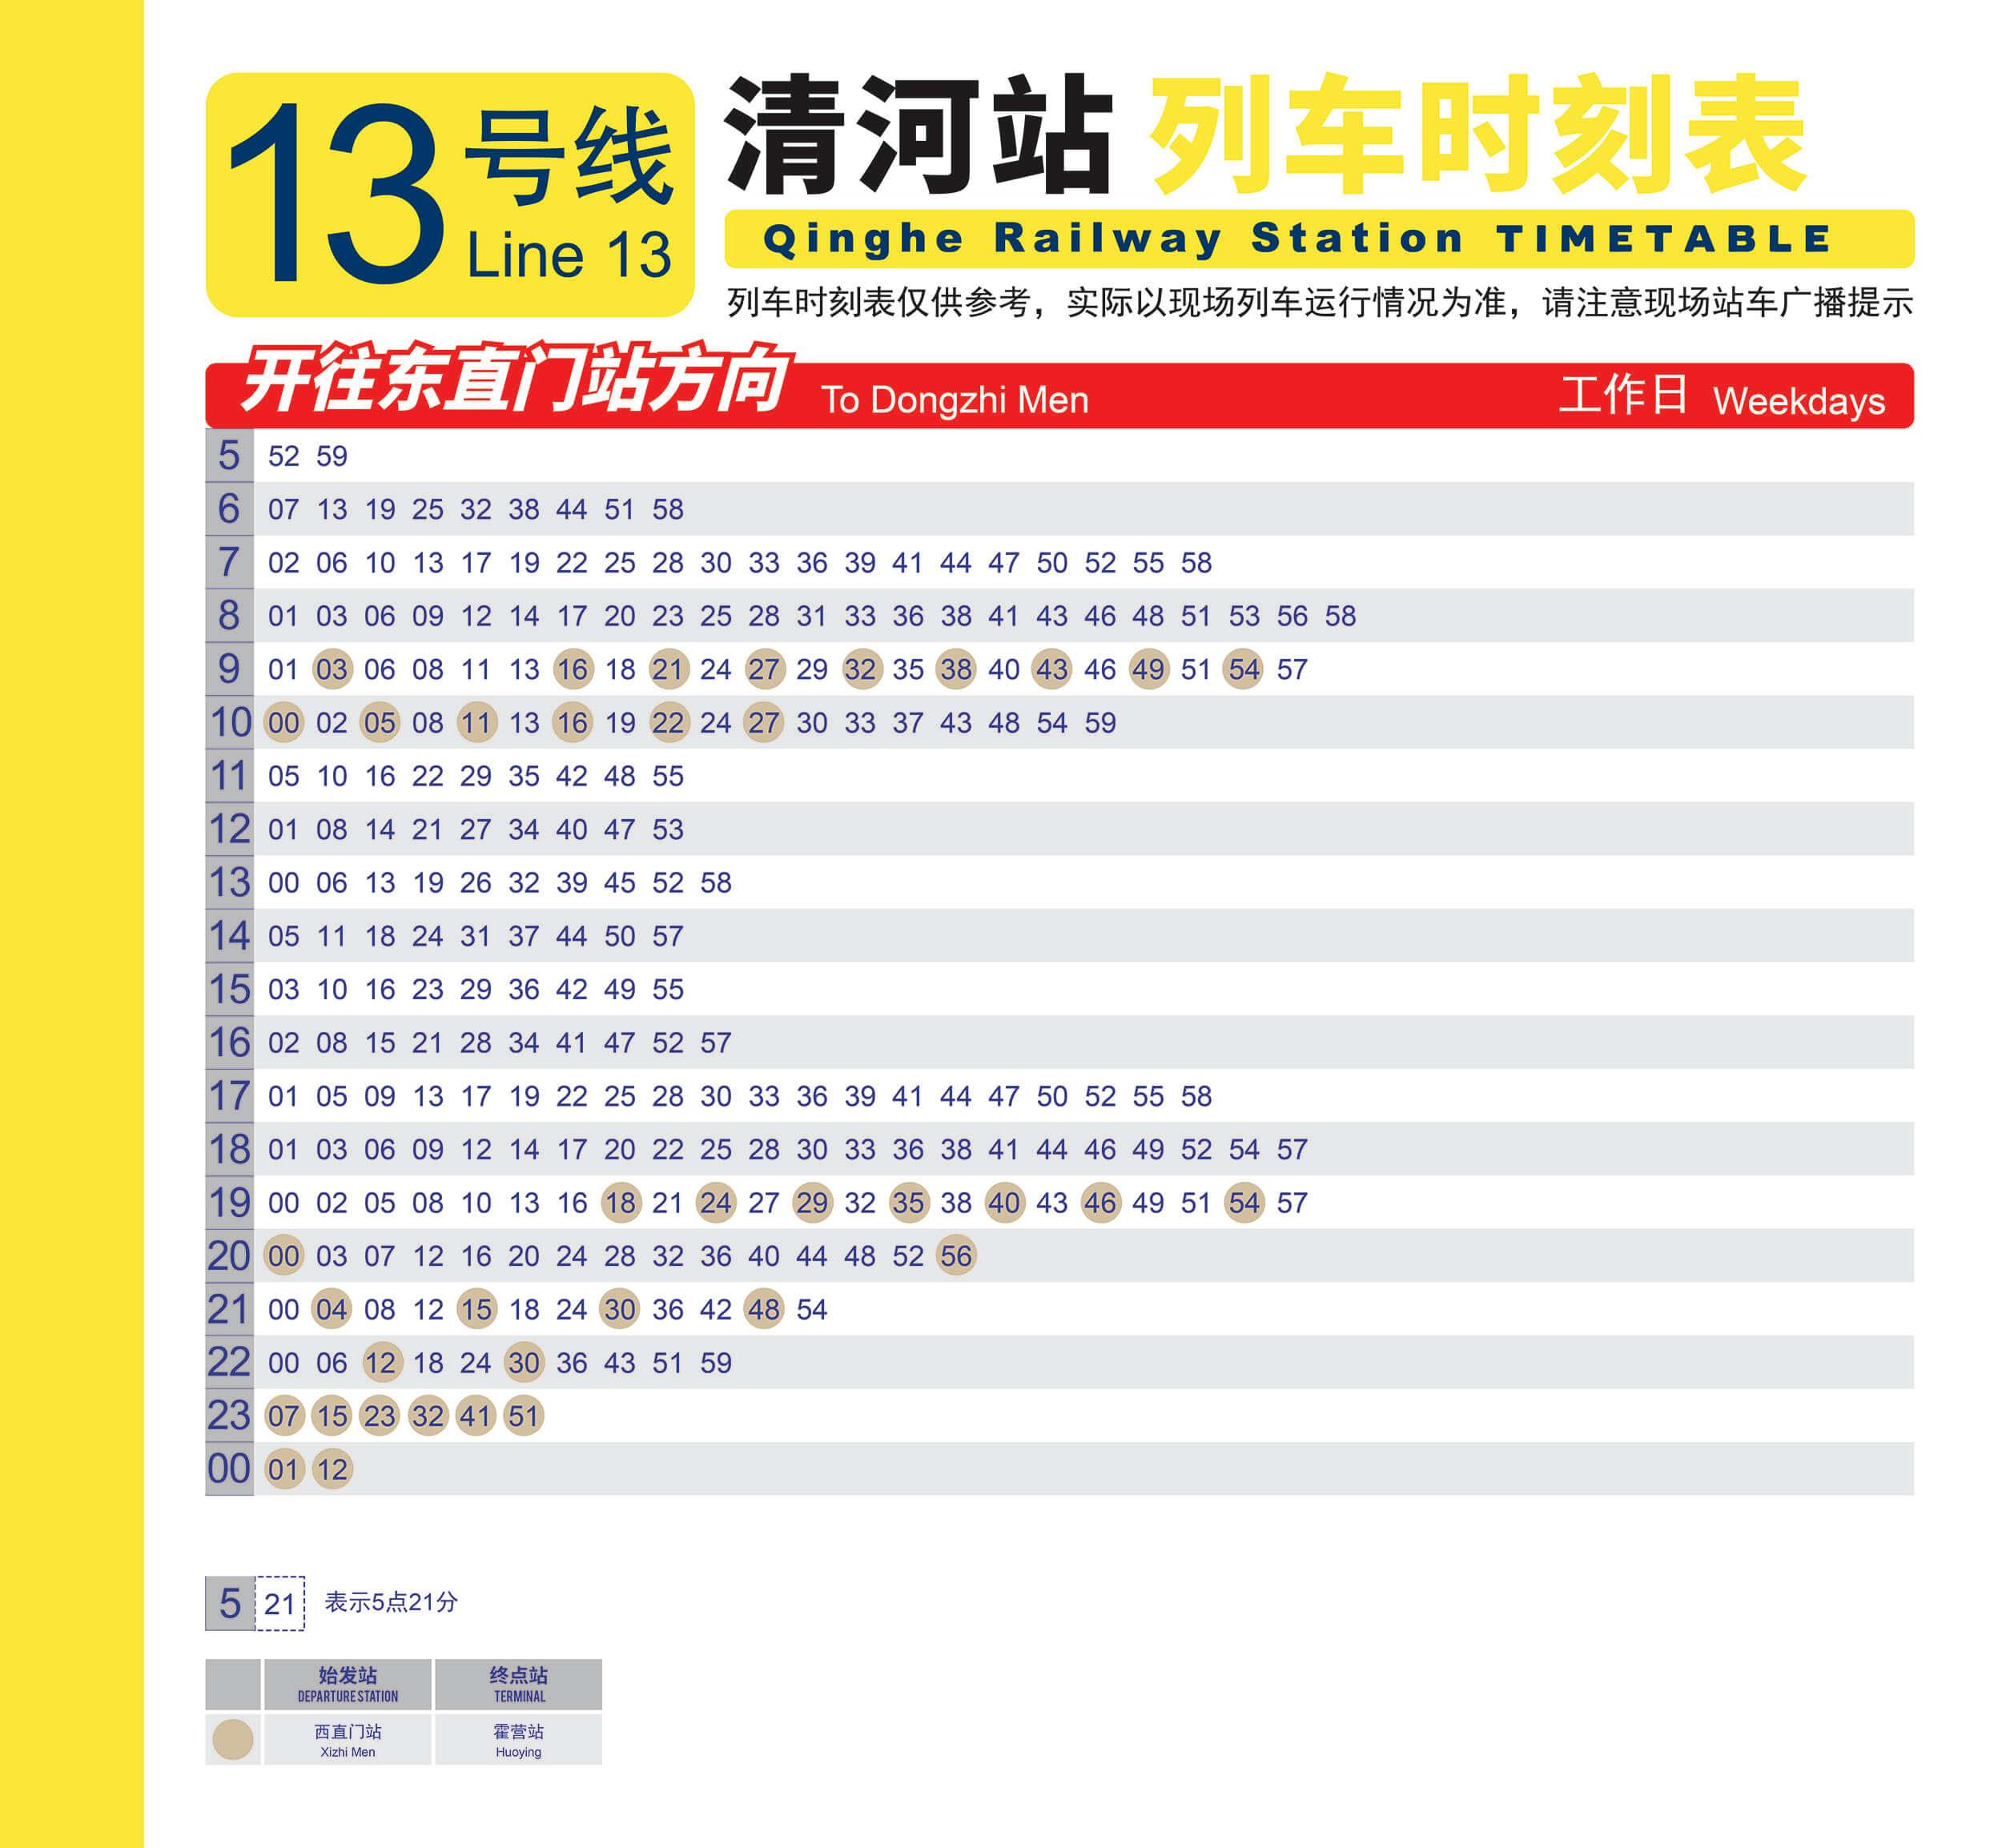 13号线
Line 13
清河站 列车时刻表
Qinghe Railway Station TIMETABLE
列车时刻表仅供参考，实际以现场列车运行情况为准，请注意现场站车广播提示
开往东直门站方向 To Dongzhi Men 工作日 Weekdays
5 52 59
6 07 13 19 25 32 38 44 51 58
7 02 06 10 13 17 19 22 25 28 30 33 36 39 41 44 47 50 52 55 58
8 01 03 06 09 12 14 17 20 23 25 28 31 33 36 38 41 43 46 48 51 53 56 58
9 01 03 06 08 11 13 16 18 21 24 27 29 32 35 38 40 43 46 49 51 54 57
10 00 02 05 08 11 13 16 19 22 24 27 30 33 37 43 48 54 59
11 05 10 16 22 29 35 42 48 55
12 01 08 14 21 27 34 40 47 53
13 00 06 13 19 26 32 39 45 52 58
14 05 11 18 24 31 37 44 50 57
15 03 10 16 23 29 36 42 49 55
16 02 08 15 21 28 34 41 47 52 57
17 01 05 09 13 17 19 22 25 28 30 33 36 39 41 44 47 50 52 55 58
18 01 03 06 09 12 14 17 20 22 25 28 30 33 36 38 41 44 46 49 52 54 57
19 00 02 05 08 10 13 16 18 21 24 27 29 32 35 38 40 43 46 49 51 54 57
20 00 03 07 12 16 20 24 28 32 36 40 44 48 52 56
21 00 04 08 12 15 18 24 30 36 42 48 54
22 00 06 12 18 24 30 36 43 51 59
23 07 15 23 32 41 51
00 01 12
5 21 表示5点21分
始发站 终点站
DEPARTURE STATION TERMINAL
西直门站 霍营站
Xizhi Men Huoying